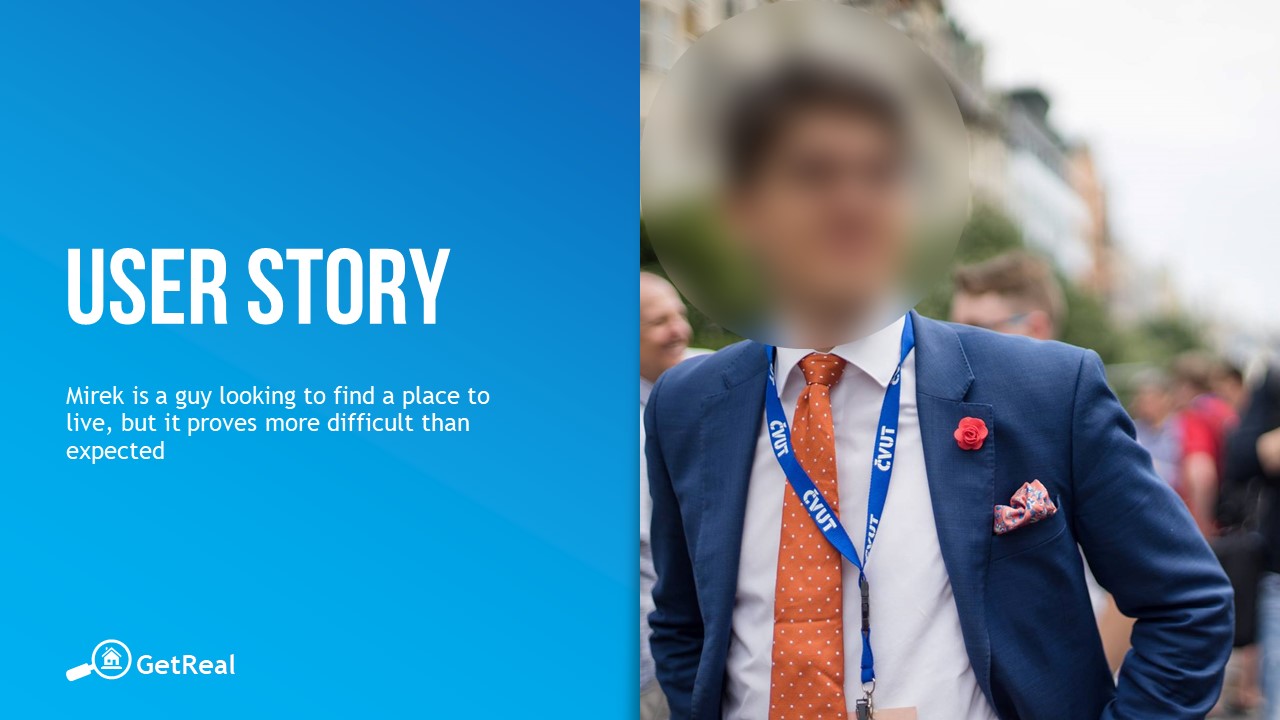 USER STORY
Mirek is a guy looking to find a place to
live, but it proves more difficult than
expected
GetReal
ČVUT
ČVUT
ČVUT
ČVUT